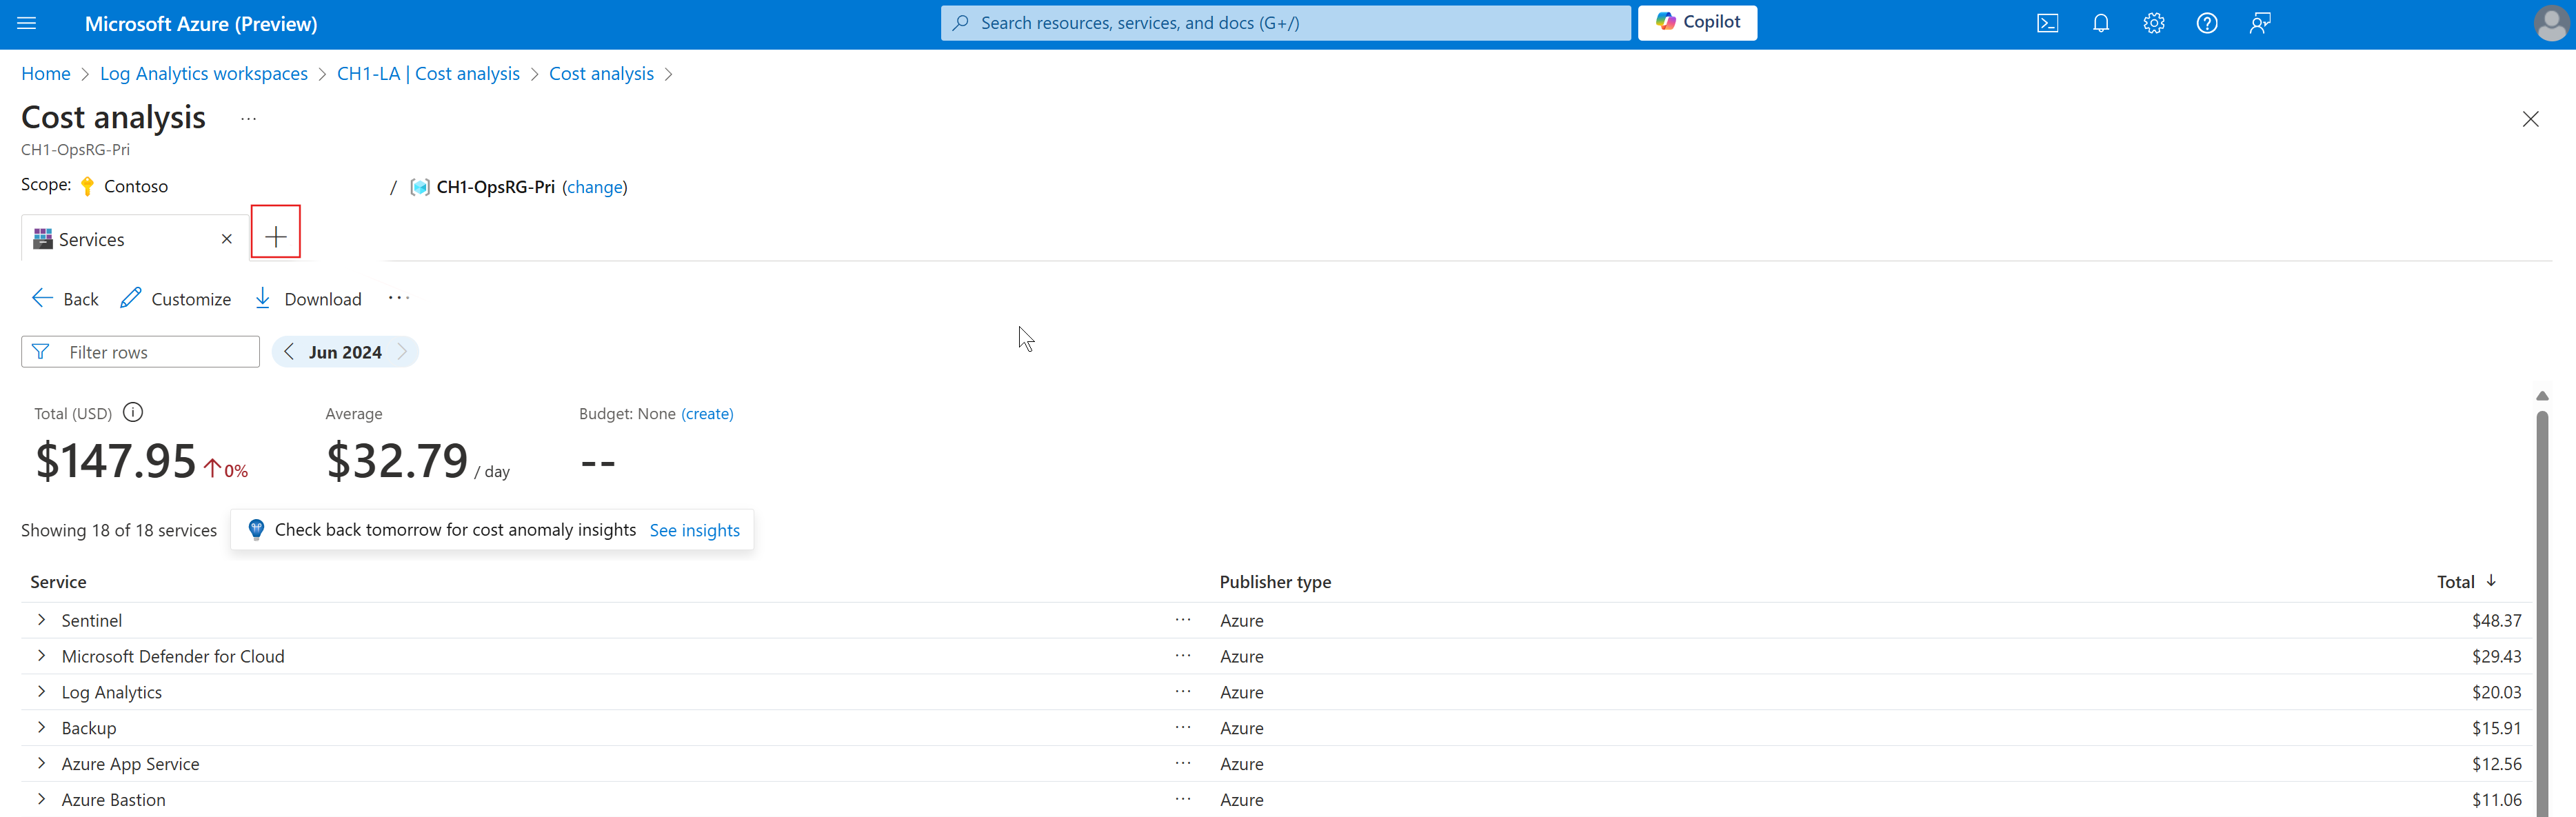 Microsoft Azure (Preview)
Search resources, services, and docs (G+/)
Copilot
Home > Log Analytics workspaces > CH1-LA | Cost analysis > Cost analysis >
Cost analysis ...
CH1-OpsRG-Pri
Scope: Contoso / CH1-OpsRG-Pri (change)
Services
Back Customize Download ...
Filter rows
Jun 2024
Total (USD) Average Budget: None (create)
$147.95 0% $32.79 / day --
Showing 18 of 18 services
Check back tomorrow for cost anomaly insights See insights
Service Publisher type Total
Sentinel ... Azure $48.37
Microsoft Defender for Cloud ... Azure $29.43
Log Analytics ... Azure $20.03
Backup ... Azure $15.91
Azure App Service ... Azure $12.56
Azure Bastion ... Azure $11.06